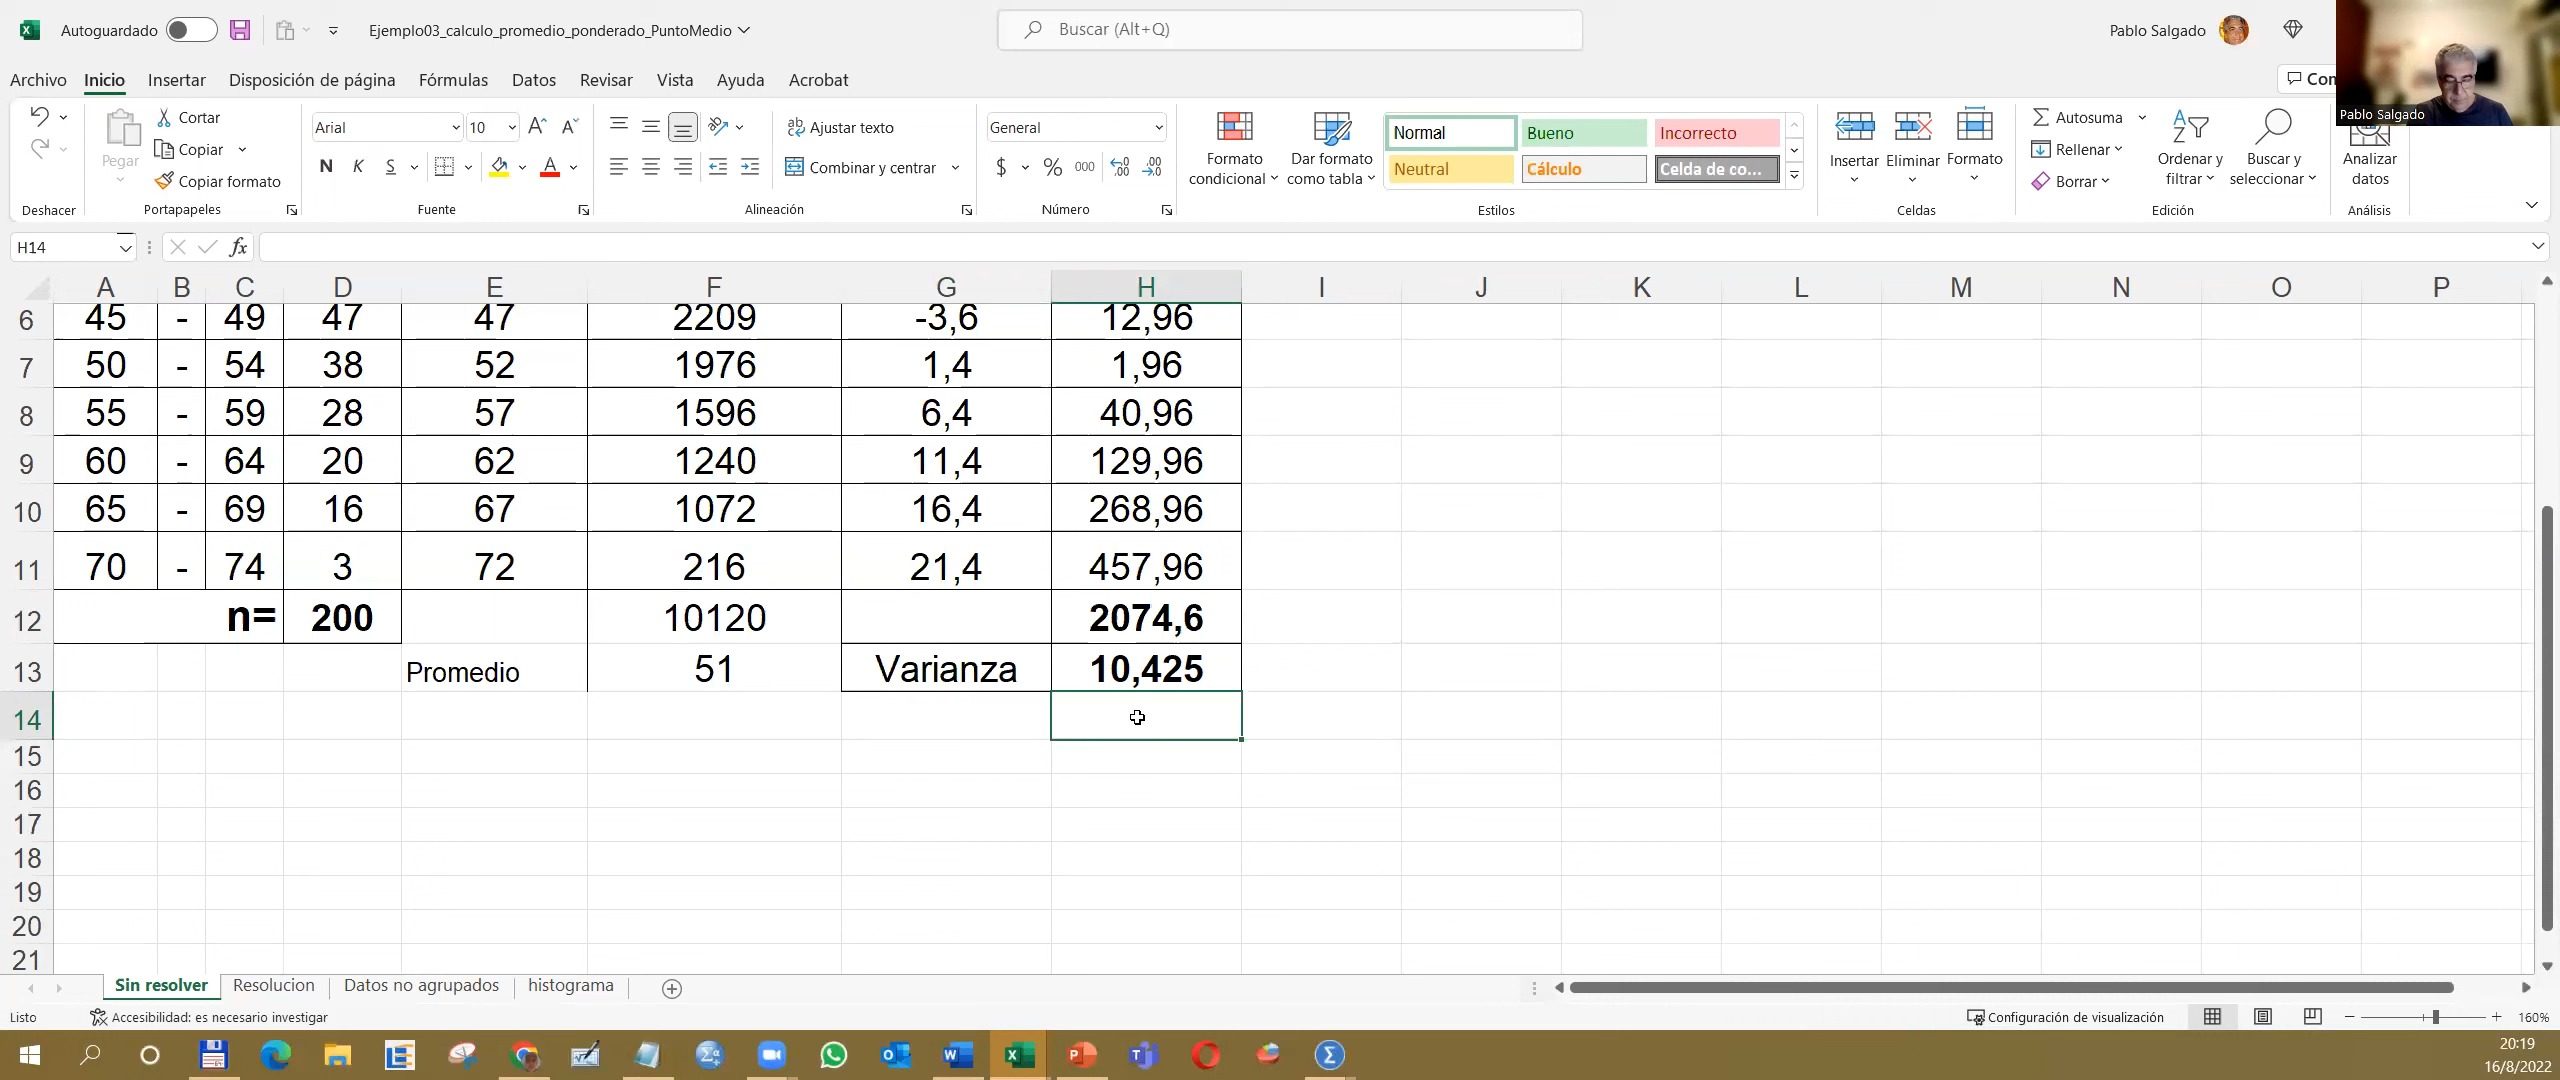 Autoguardado
Ejemplo03_calculo_promedio_ponderado_PuntoMedio
Buscar (Alt+Q)
Pablo Salgado
Archivo Inicio Insertar Disposición de página Fórmulas Datos Revisar Vista Ayuda Acrobat
Con
Pablo Salgado
Pegar
Cortar
Copiar
Copiar formato
Arial 10
N K S
Ajustar texto
Combinar y centrar
General
$ % 000
Formato condicional
Dar formato como tabla
Normal Bueno Incorrecto
Neutral Cálculo Celda de co...
Insertar Eliminar Formato
Autosuma
Rellenar
Borrar
Ordenar y filtrar
Buscar y seleccionar
Analizar datos
Deshacer Portapapeles Fuente Alineación Número Estilos Celdas Edición Análisis
H14 fx
A B C D E F G H I J K L M N O P
6 45 - 49 47 47 2209 -3,6 12,96
7 50 - 54 38 52 1976 1,4 1,96
8 55 - 59 28 57 1596 6,4 40,96
9 60 - 64 20 62 1240 11,4 129,96
10 65 - 69 16 67 1072 16,4 268,96
11 70 - 74 3 72 216 21,4 457,96
12 n= 200 10120 2074,6
13 Promedio 51 Varianza 10,425
14
15
16
17
18
19
20
21
Sin resolver Resolucion Datos no agrupados histograma
Listo Accesibilidad: es necesario investigar Configuración de visualización 160%
20:19
16/8/2022